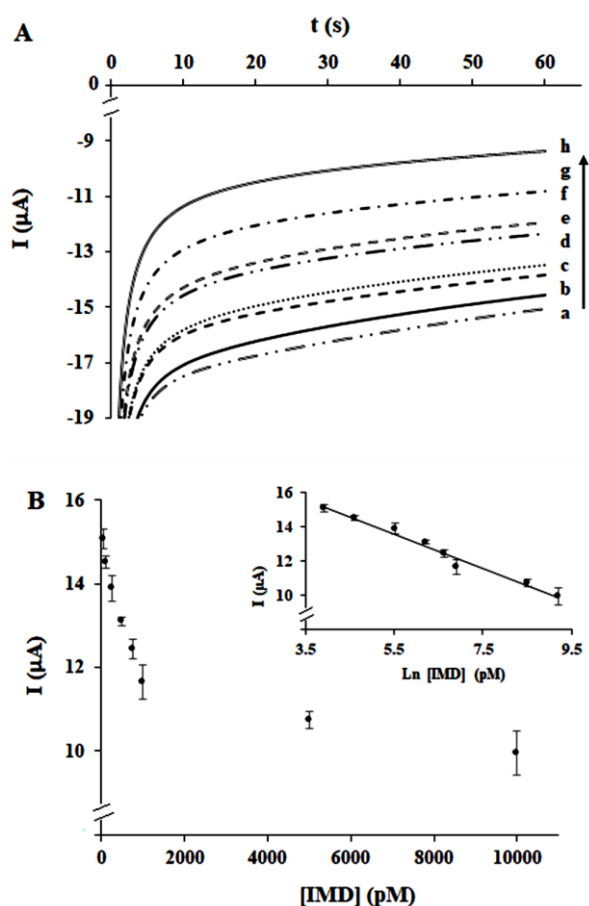 A
t (s)
0 10 20 30 40 50 60
0
-9
-11
-13
-15
-17
-19
I (µA)
h
g
f
e
d
c
b
a
B
16
14
12
10
I (µA)
0 2000 4000 6000 8000 10000
[IMD] (pM)
16
14
12
10
I (µA)
3.5 5.5 7.5 9.5
Ln [IMD] (pM)